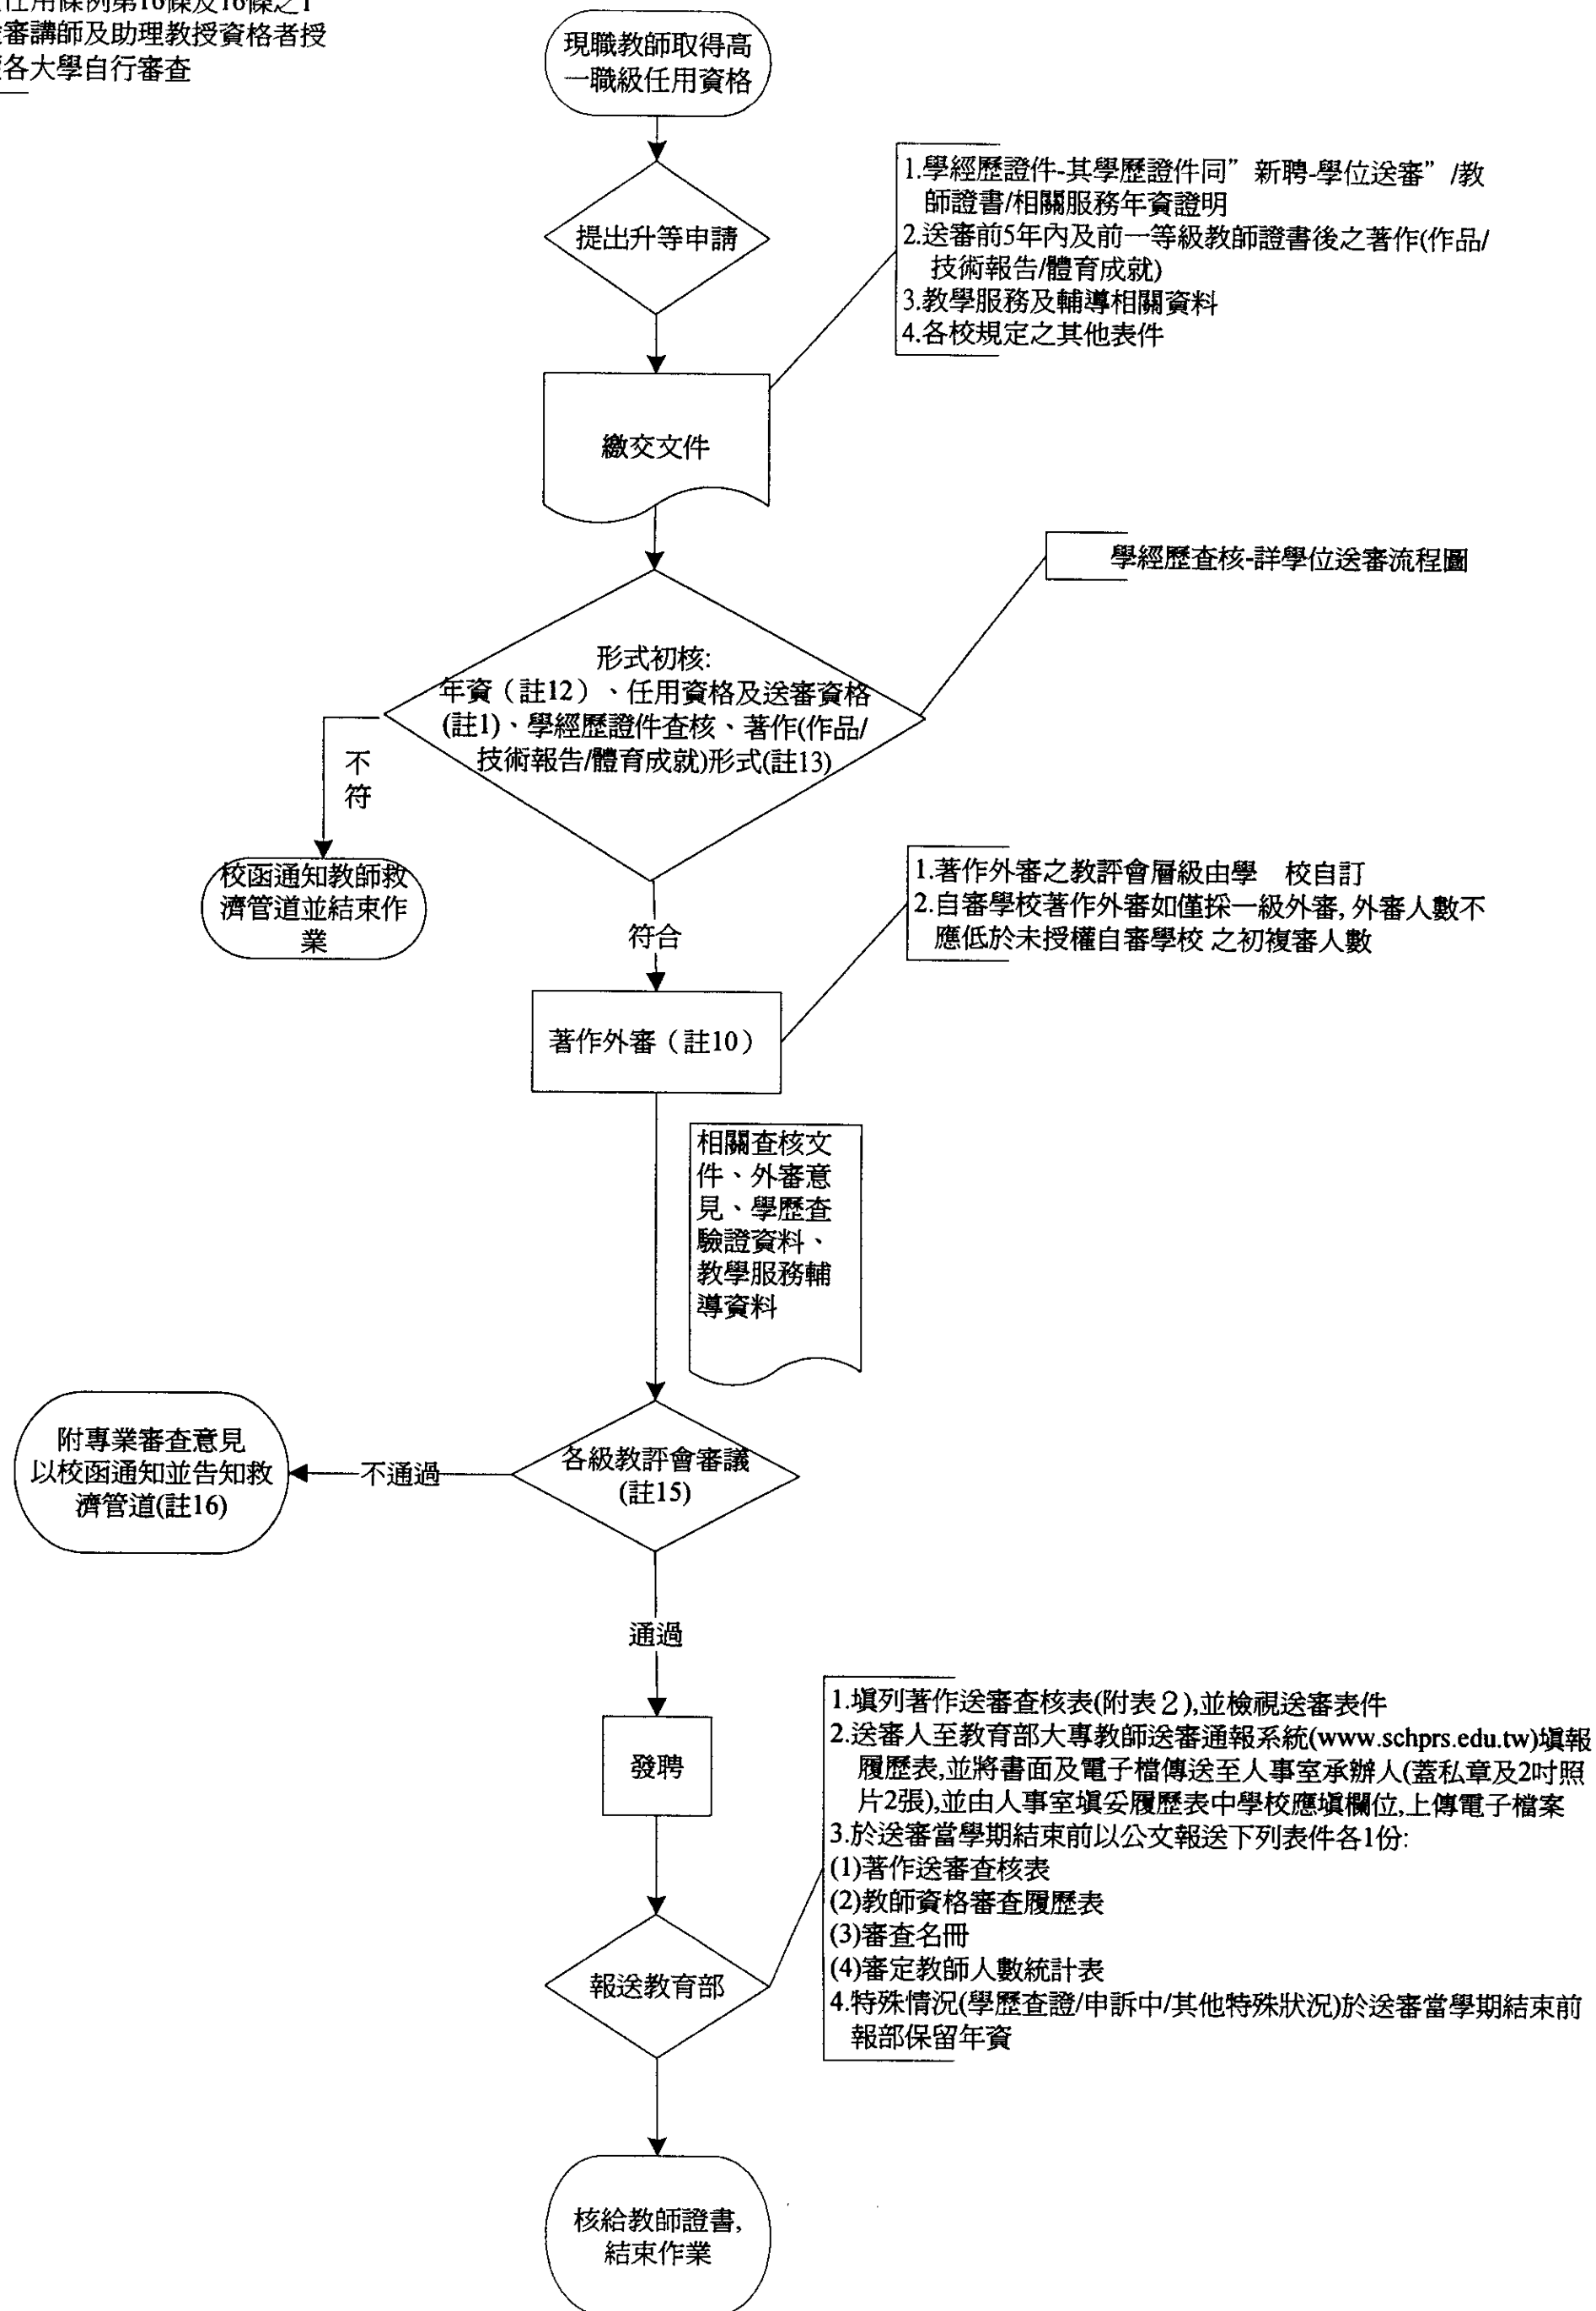 任用條例第16條及16條之1
審講師及助理教授資格者授
各大學自行審查
現職教師取得高
一職級任用資格
提出升等申請
1.學經歷證件-其學歷證件同”新聘-學位送審”/教
師證書/相關服務年資證明
2.送審前5年內及前一等級教師證書後之著作(作品/
技術報告/體育成就)
3.教學服務及輔導相關資料
4.各校規定之其他表件
繳交文件
學經歷查核-詳學位送審流程圖
形式初核:
年資（註12）、任用資格及送審資格
(註1)、學經歷證件查核、著作(作品/
技術報告/體育成就)形式(註13)
不
符
校函通知教師救
濟管道並結束作
業
符合
1.著作外審之教評會層級由學 校自訂
2.自審學校著作外審如僅採一級外審,外審人數不
應低於未授權自審學校 之初複審人數
著作外審（註10）
相關查核文
件、外審意
見、學歷查
驗證資料、
教學服務輔
導資料
各級教評會審議
(註15)
不通過
附專業審查意見
以校函通知並告知救
濟管道(註16)
通過
發聘
1.填列著作送審查核表(附表２),並檢視送審表件
2.送審人至教育部大專教師送審通報系統(www.schprs.edu.tw)填報
履歷表,並將書面及電子檔傳送至人事室承辦人(蓋私章及2吋照
片2張),並由人事室填妥履歷表中學校應填欄位,上傳電子檔案
3.於送審當學期結束前以公文報送下列表件各1份:
(1)著作送審查核表
(2)教師資格審查履歷表
(3)審查名冊
(4)審定教師人數統計表
4.特殊情況(學歷查證/申訴中/其他特殊狀況)於送審當學期結束前
報部保留年資
報送教育部
核給教師證書,
結束作業